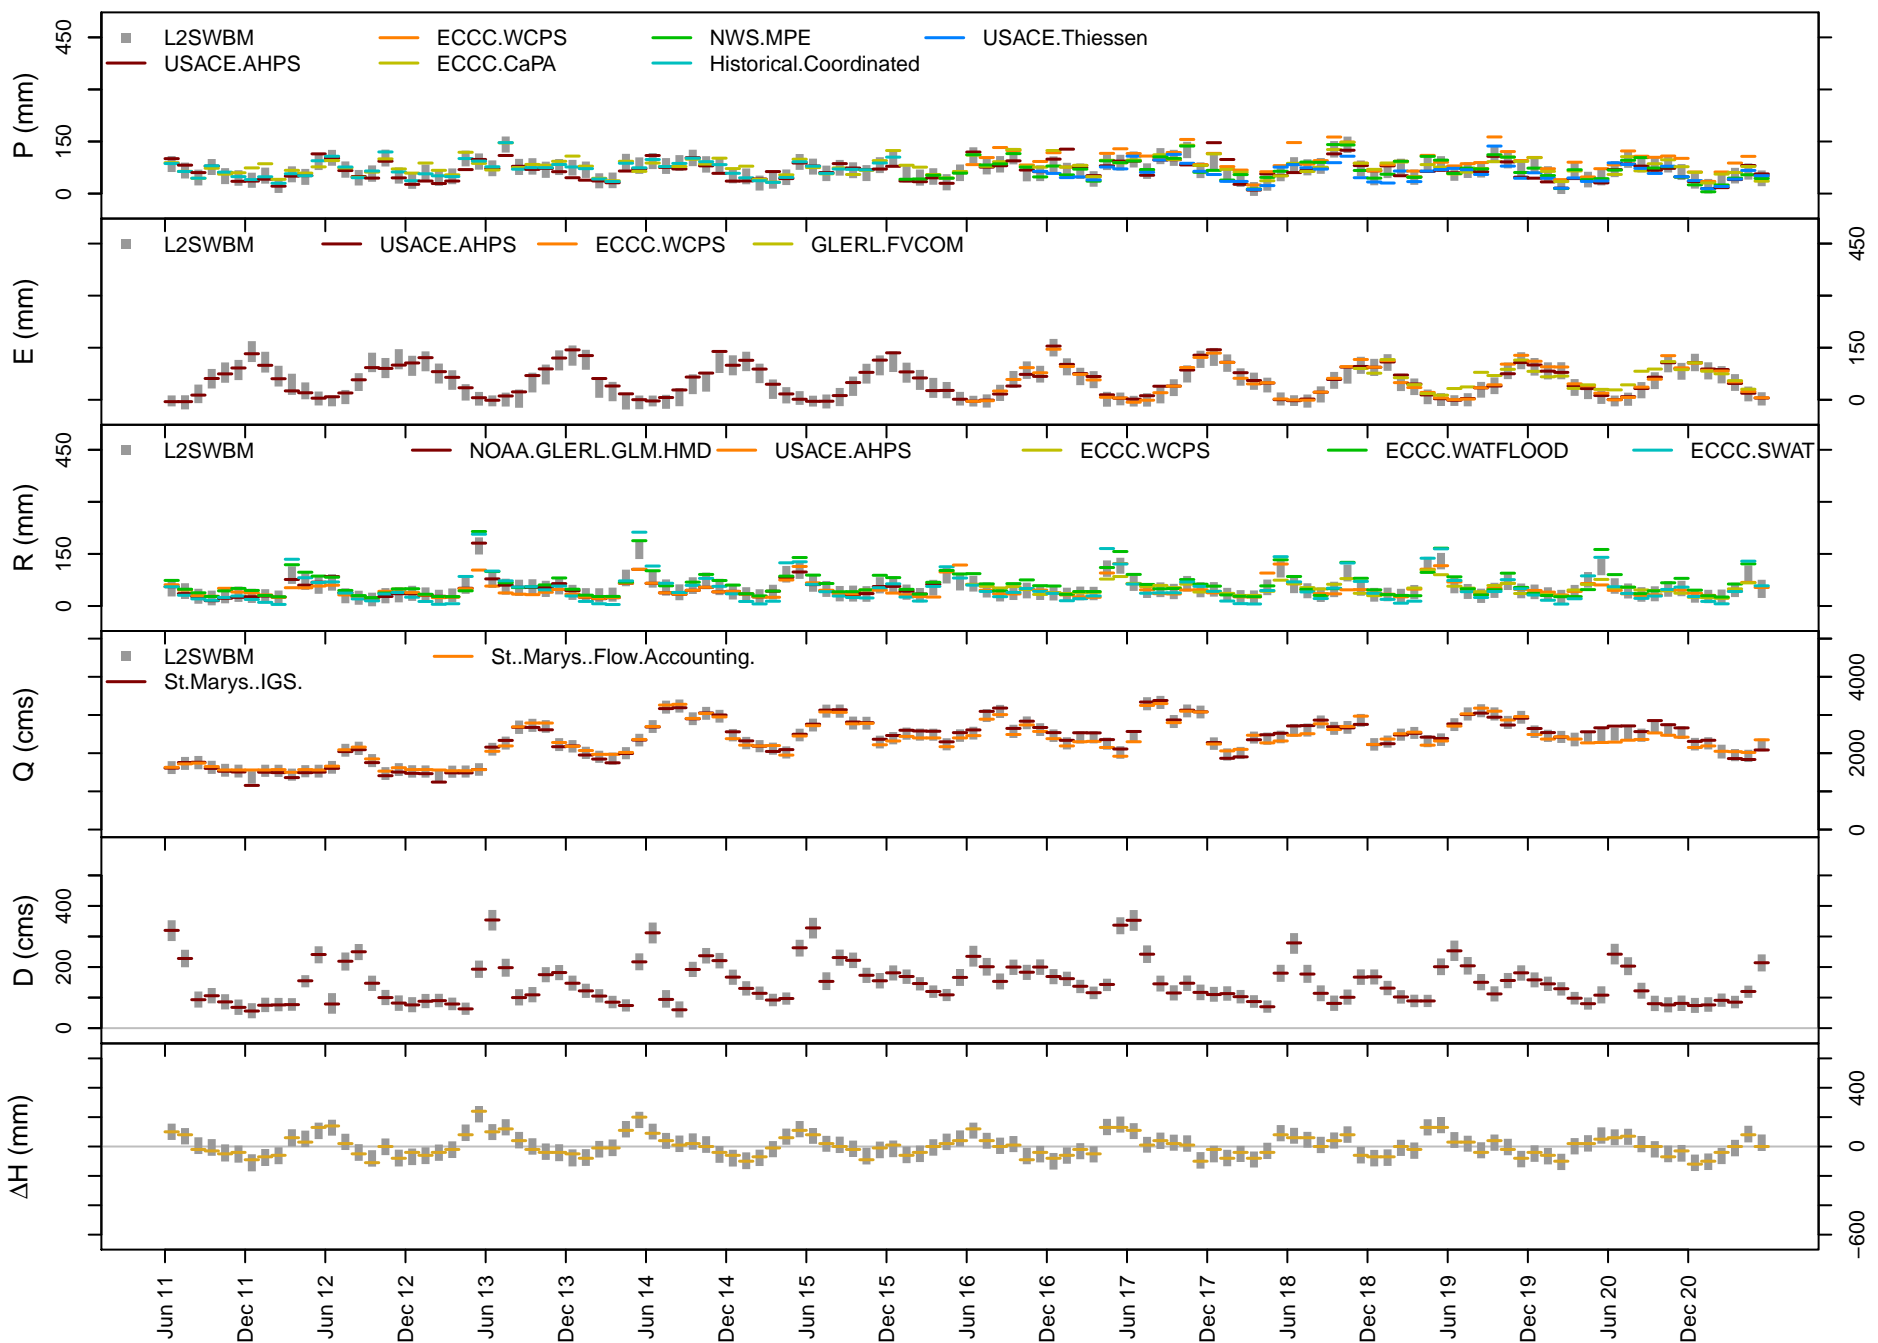 P (mm)
450
150
0
L2SWBM ECCC.WCPS NWS.MPE USACE.Thiessen
USACE.AHPS ECCC.CaPA Historical.Coordinated
E (mm)
L2SWBM USACE.AHPS ECCC.WCPS GLERL.FVCOM
450
150
0
R (mm)
450
150
0
L2SWBM NOAA.GLERL.GLM.HMD USACE.AHPS ECCC.WCPS ECCC.WATFLOOD ECCC.SWAT
Q (cms)
L2SWBM St..Marys..Flow.Accounting.
St.Marys..IGS.
4000
2000
0
D (cms)
400
200
0
ΔH (mm)
400
0
−600
Jun 11 Dec 11 Jun 12 Dec 12 Jun 13 Dec 13 Jun 14 Dec 14 Jun 15 Dec 15 Jun 16 Dec 16 Jun 17 Dec 17 Jun 18 Dec 18 Jun 19 Dec 19 Jun 20 Dec 20